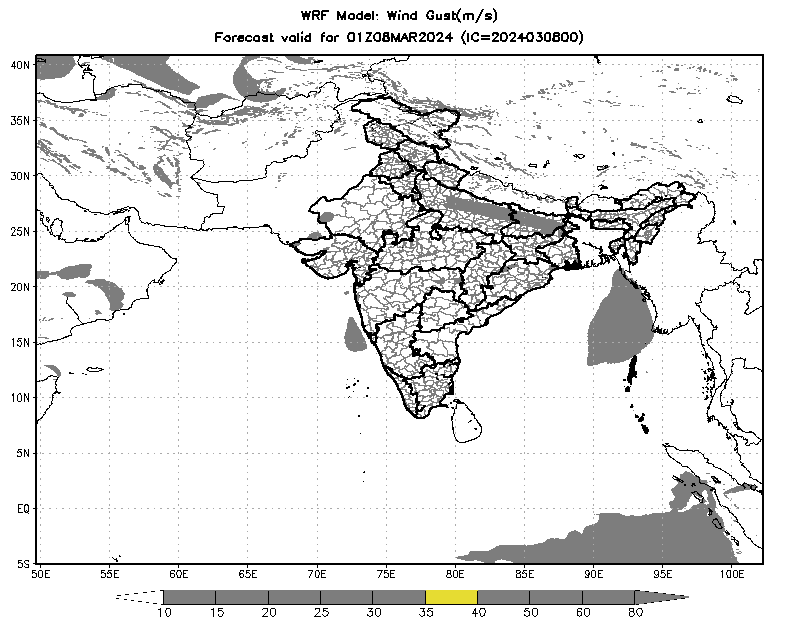 WRF Model: Wind Gust(m/s)
Forecast valid for 01Z08MAR2024 (IC=2024030800)
40N
35N
30N
25N
20N
15N
10N
5N
EQ
5S
50E 55E 60E 65E 70E 75E 80E 85E 90E 95E 100E
10 15 20 25 30 35 40 50 60 80